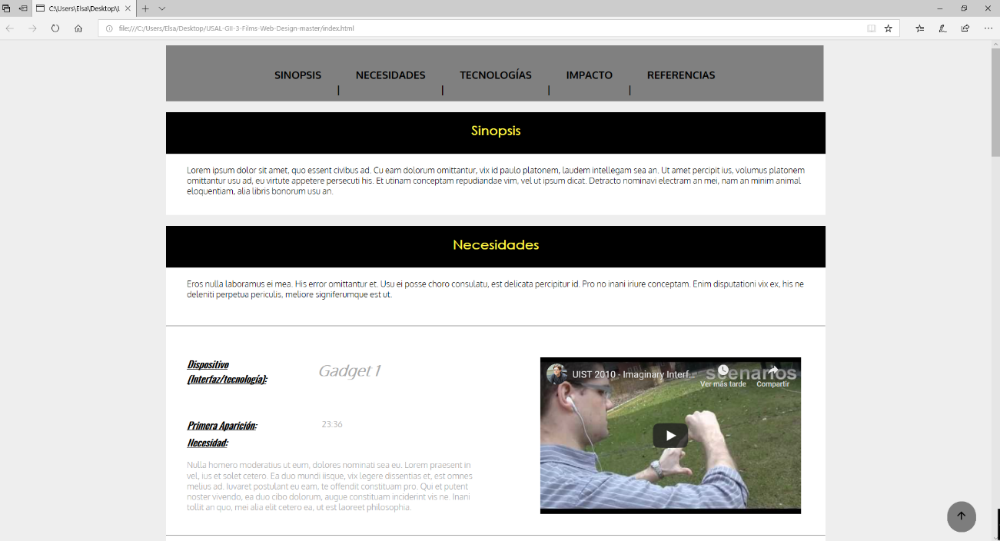 C:\Users\Elsa\Desktop\U
file:///C:/Users/Elsa/Desktop/USAL-GII-3-Films-Web-Design-master/index.html
SINOPSIS | NECESIDADES | TECNOLOGÍAS | IMPACTO | REFERENCIAS
Sinopsis
Lorem ipsum dolor sit amet, quo essent civibus ad. Cu eam dolorum omittantur, vix id paulo platonem, laudem intellegam sea an. Ut amet percipit ius, volumus platonem
omittantur usu ad, eu virtute appetere persecuti his. Et utinam conceptam repudiandae vim, vel ut ipsum dicat. Detracto nominavi electram an mei, nam an minim animal
eloquentiam, alia libris bonorum usu an.
Necesidades
Eros nulla laboramus ei mea. His error omittantur et. Usu ei posse choro consulatu, est delicata percipitur id. Pro no inani iriure conceptam. Enim disputationi vix ex, his ne
deleniti perpetua periculis, meliore signiferumque est ut.
Dispositivo
(Interfaz/tecnología):
Gadget 1
Primera Aparición:
23:36
Necesidad:
Nulla homero moderatius ut eum, dolores nominati sea eu. Lorem praesent in
vel, ius et solet cetero. Ea duo mundi iisque, vix legere dissentias et, est omnes
melius ad. Iuvaret postulant eu eam, te offendit constituam pro. Qui et putent
noster vivendo, ea duo cibo dolorum, augue constituam inciderint vis ne. Inani
tollit an quo, mei alia elit cetero ea, ut est laoreet philosophia.
UIST 2010 - Imaginary Interf...
scenarios
Ver más tarde
Compartir